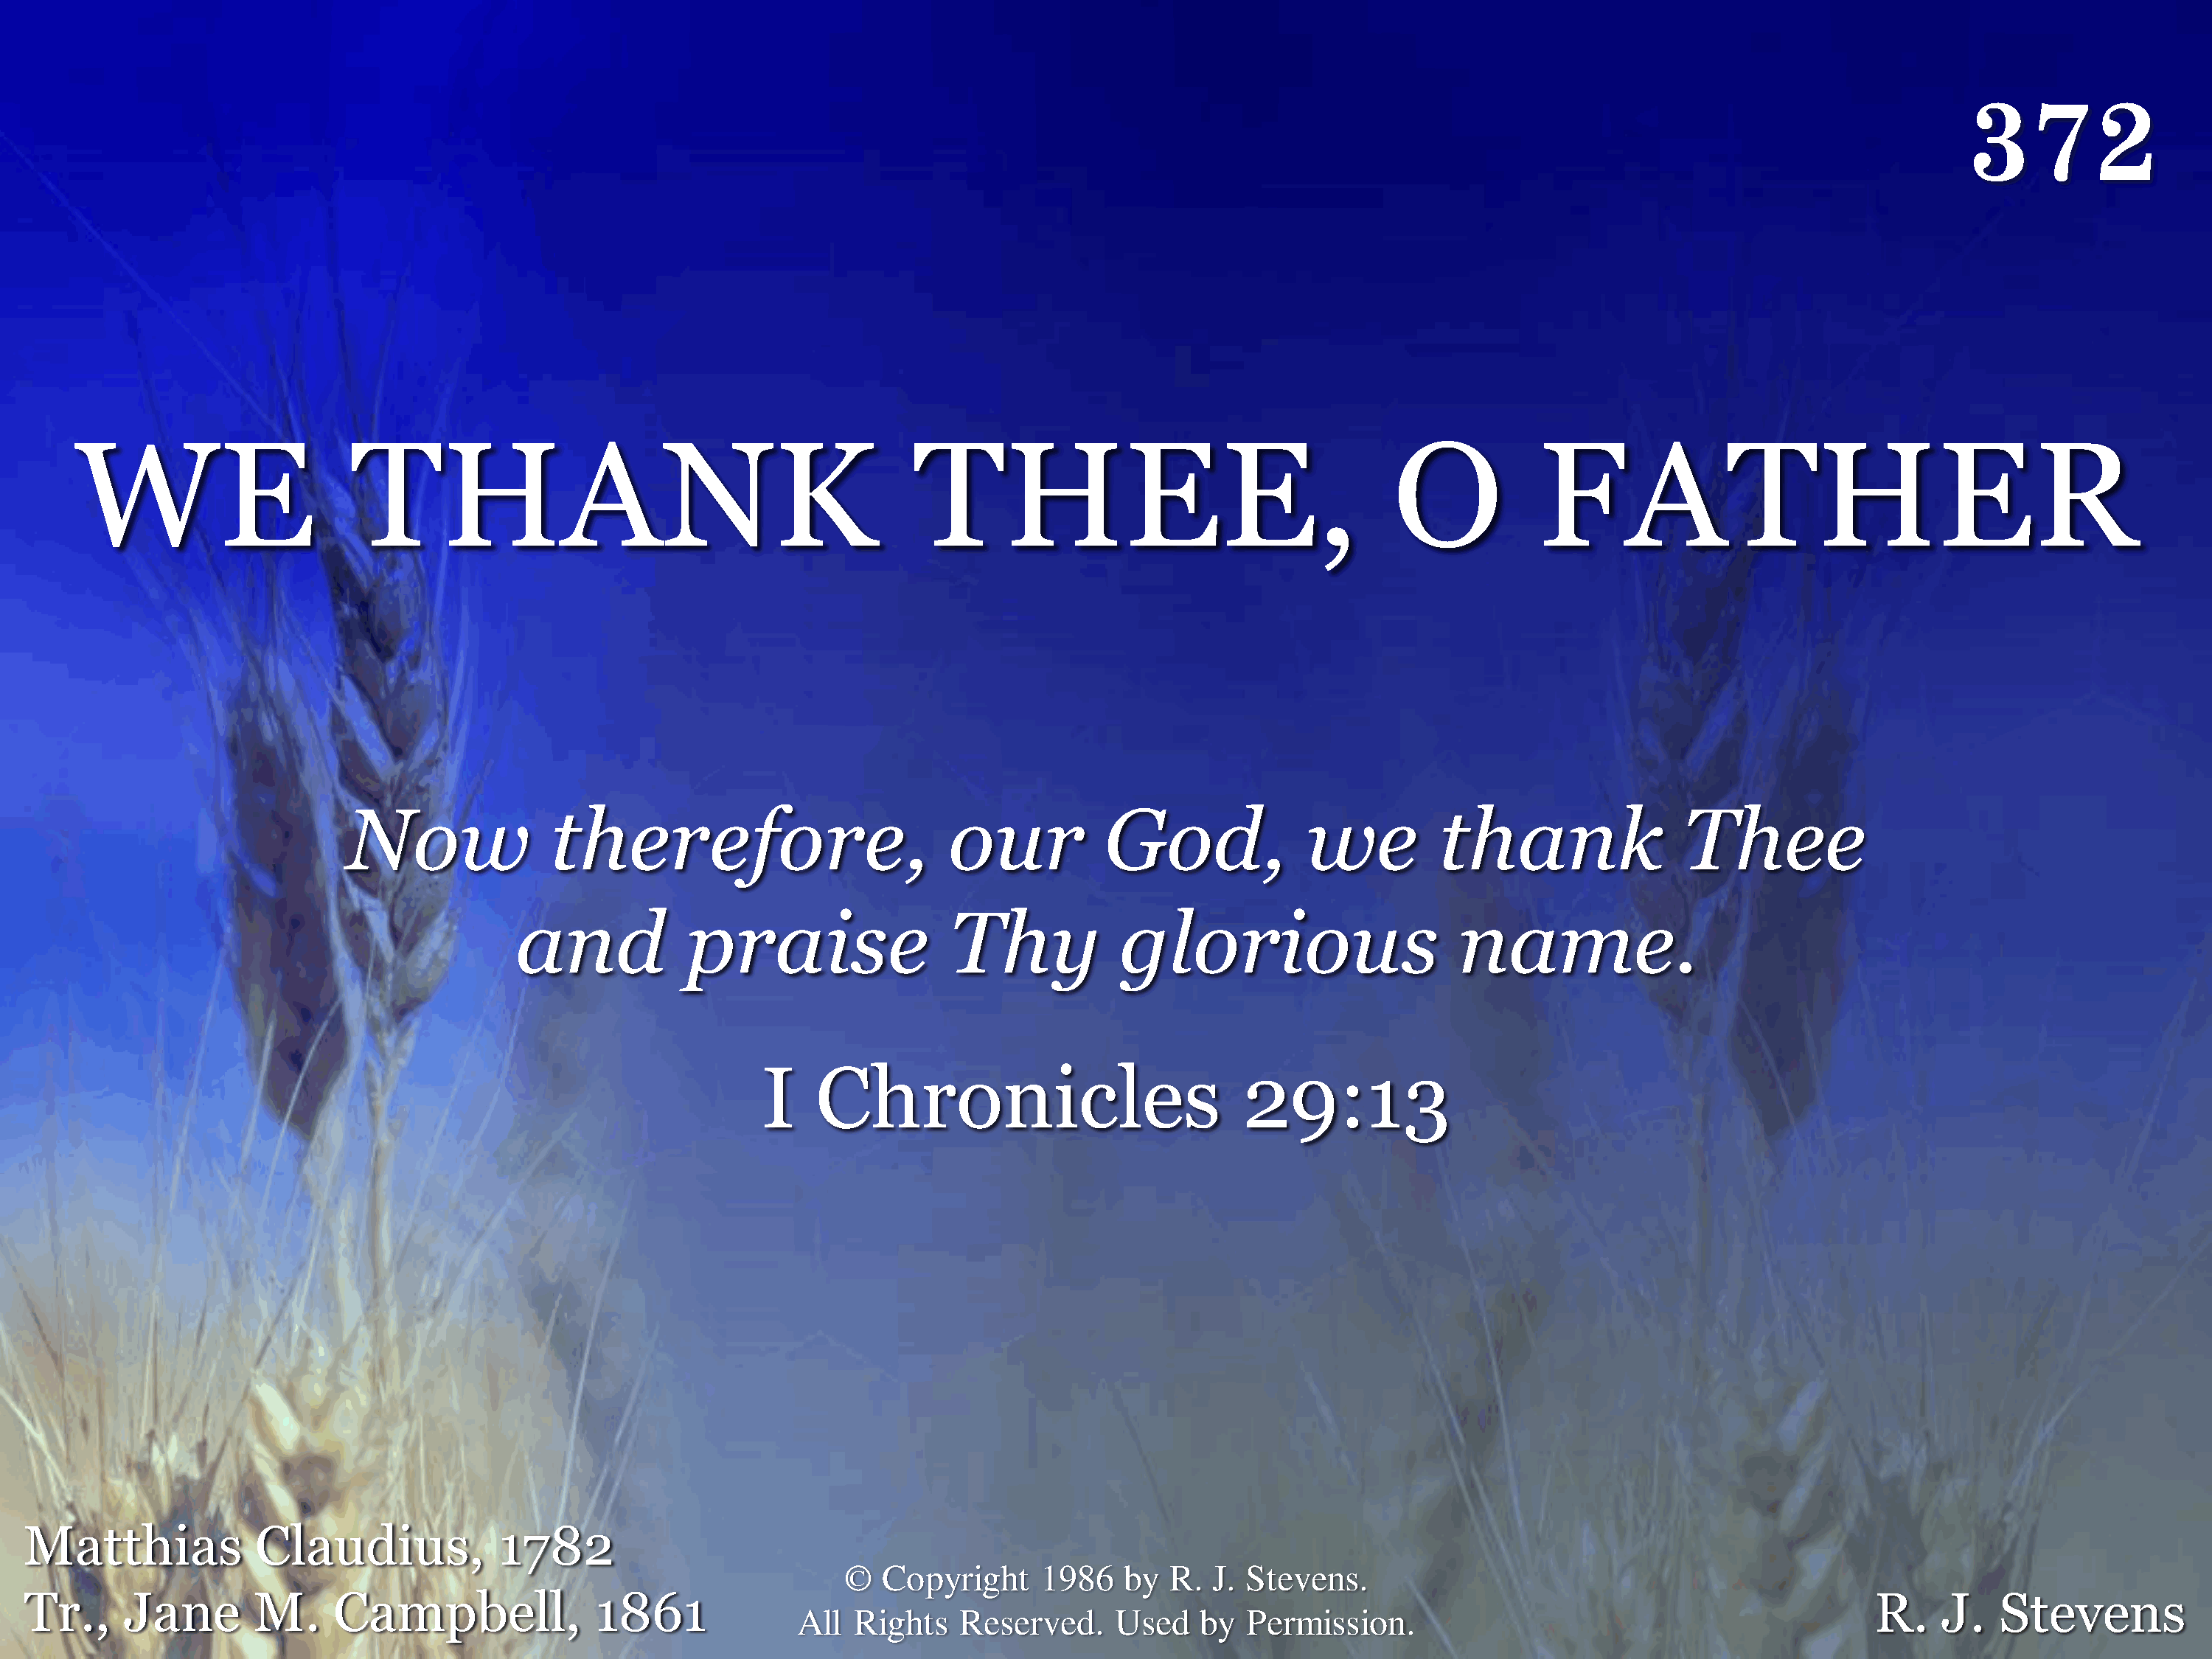 372
WE THANK THEE, O FATHER
Now therefore, our God, we thank Thee
and praise Thy glorious name.
I Chronicles 29:13
Matthias Claudius, 1782
Tr., Jane M. Campbell, 1861
© Copyright 1986 by R. J. Stevens.
All Rights Reserved. Used by Permission.
R. J. Stevens